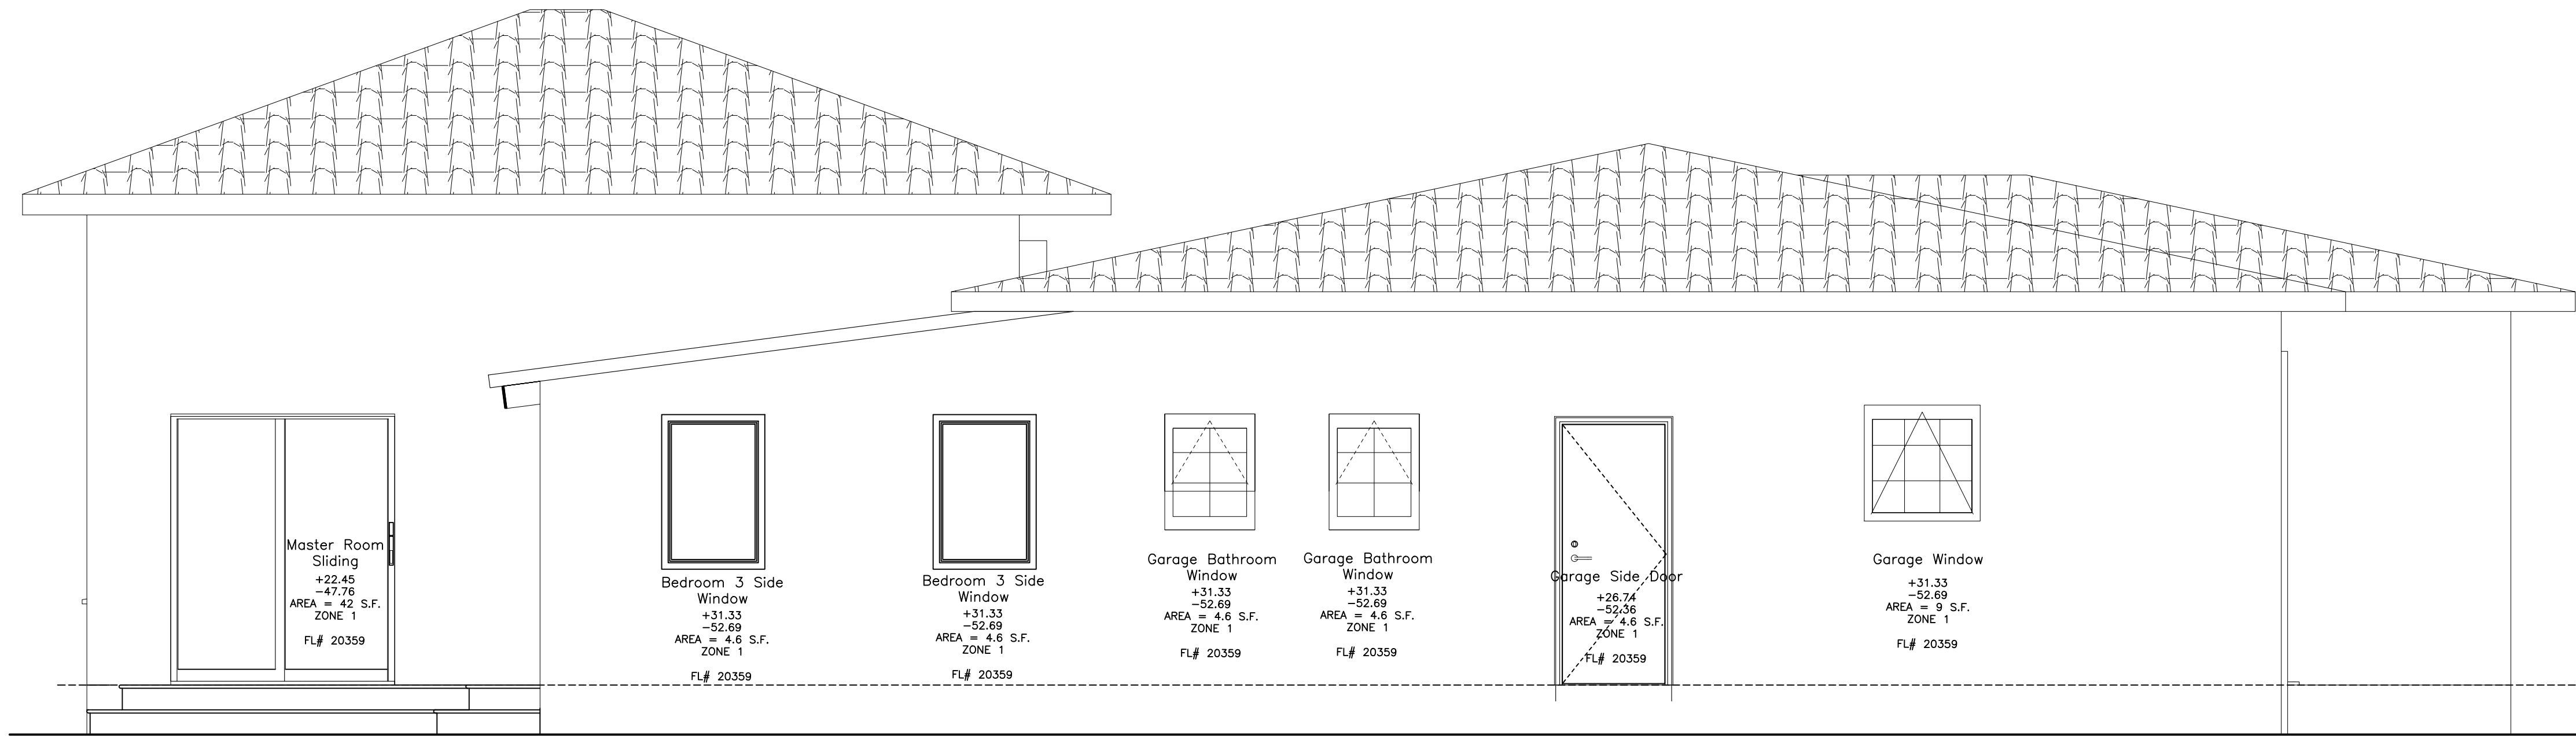 Master Room
Sliding
+22.45
-47.76
AREA = 42 S.F.
ZONE 1
FL# 20359
Bedroom 3 Side
Window
+31.33
-52.69
AREA = 4.6 S.F.
ZONE 1
FL# 20359
Bedroom 3 Side
Window
+31.33
-52.69
AREA = 4.6 S.F.
ZONE 1
FL# 20359
Garage Bathroom
Window
+31.33
-52.69
AREA = 4.6 S.F.
ZONE 1
FL# 20359
Garage Bathroom
Window
+31.33
-52.69
AREA = 4.6 S.F.
ZONE 1
FL# 20359
Garage Side Door
+26.74
-52.36
AREA = 4.6 S.F.
ZONE 1
FL# 20359
Garage Window
+31.33
-52.69
AREA = 9 S.F.
ZONE 1
FL# 20359